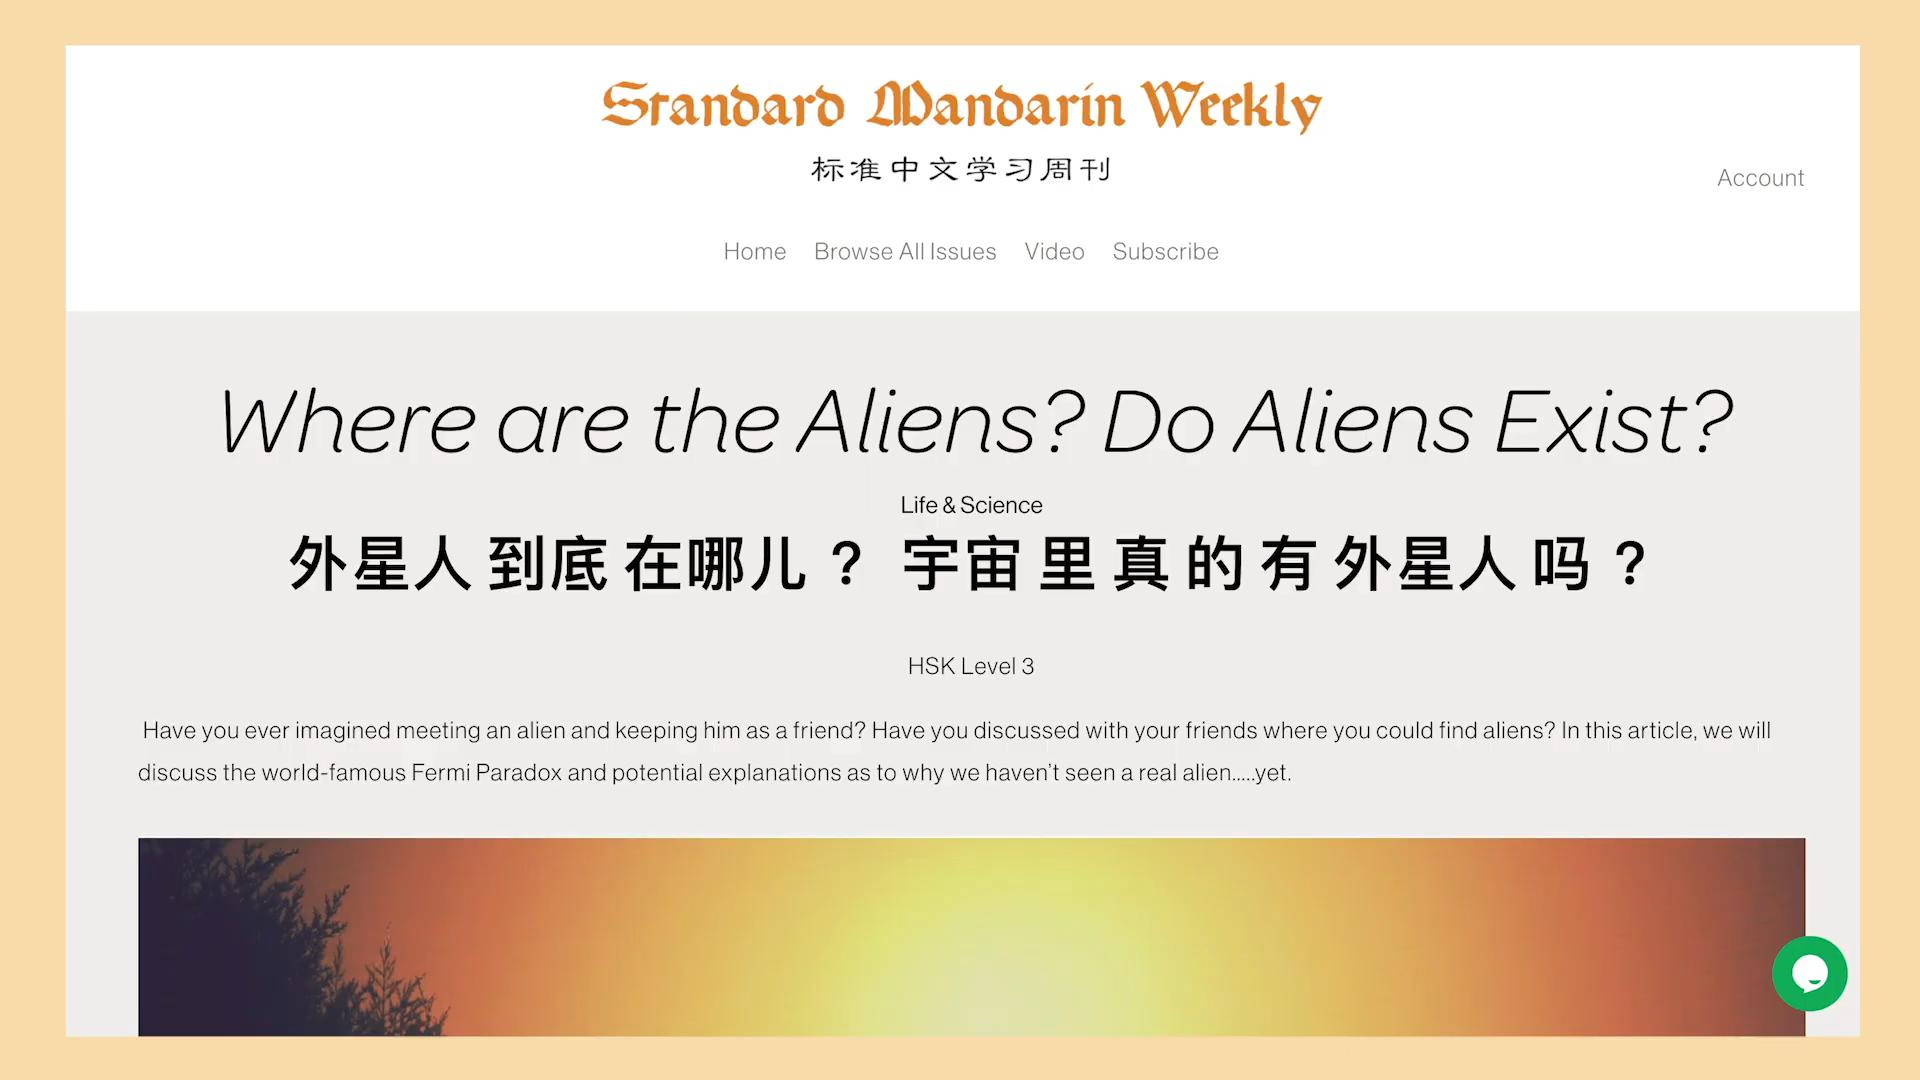 Standard Mandarin Weekly
标准中文学习周刊
Account
Home Browse All Issues Video Subscribe
Where are the Aliens? Do Aliens Exist?
Life & Science
外星人 到底 在哪儿 ？ 宇宙 里 真 的 有 外星人 吗 ？
HSK Level 3
Have you ever imagined meeting an alien and keeping him as a friend? Have you discussed with your friends where you could find aliens? In this article, we will
discuss the world-famous Fermi Paradox and potential explanations as to why we haven’t seen a real alien.....yet.